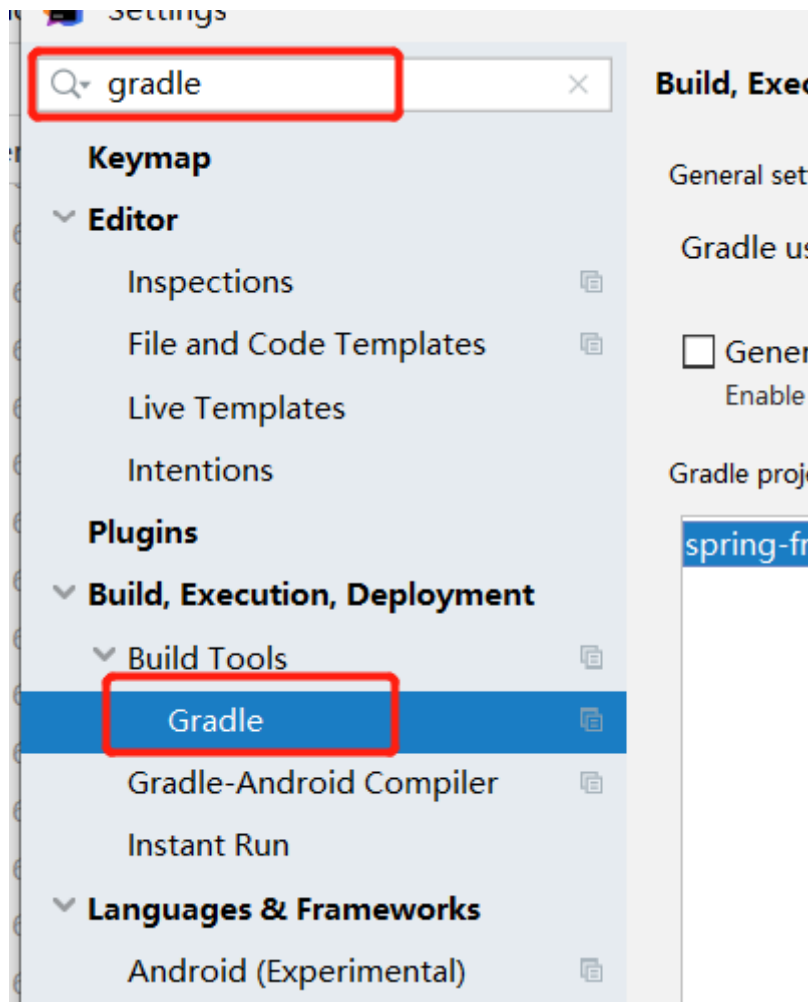 Settings
gradle
Keymap
Editor
Inspections
File and Code Templates
Live Templates
Intentions
Plugins
Build, Execution, Deployment
Build Tools
Gradle
Gradle-Android Compiler
Instant Run
Languages & Frameworks
Android (Experimental)
Build, Exec
General set
Gradle us
Gener
Enable
Gradle proj
spring-fr